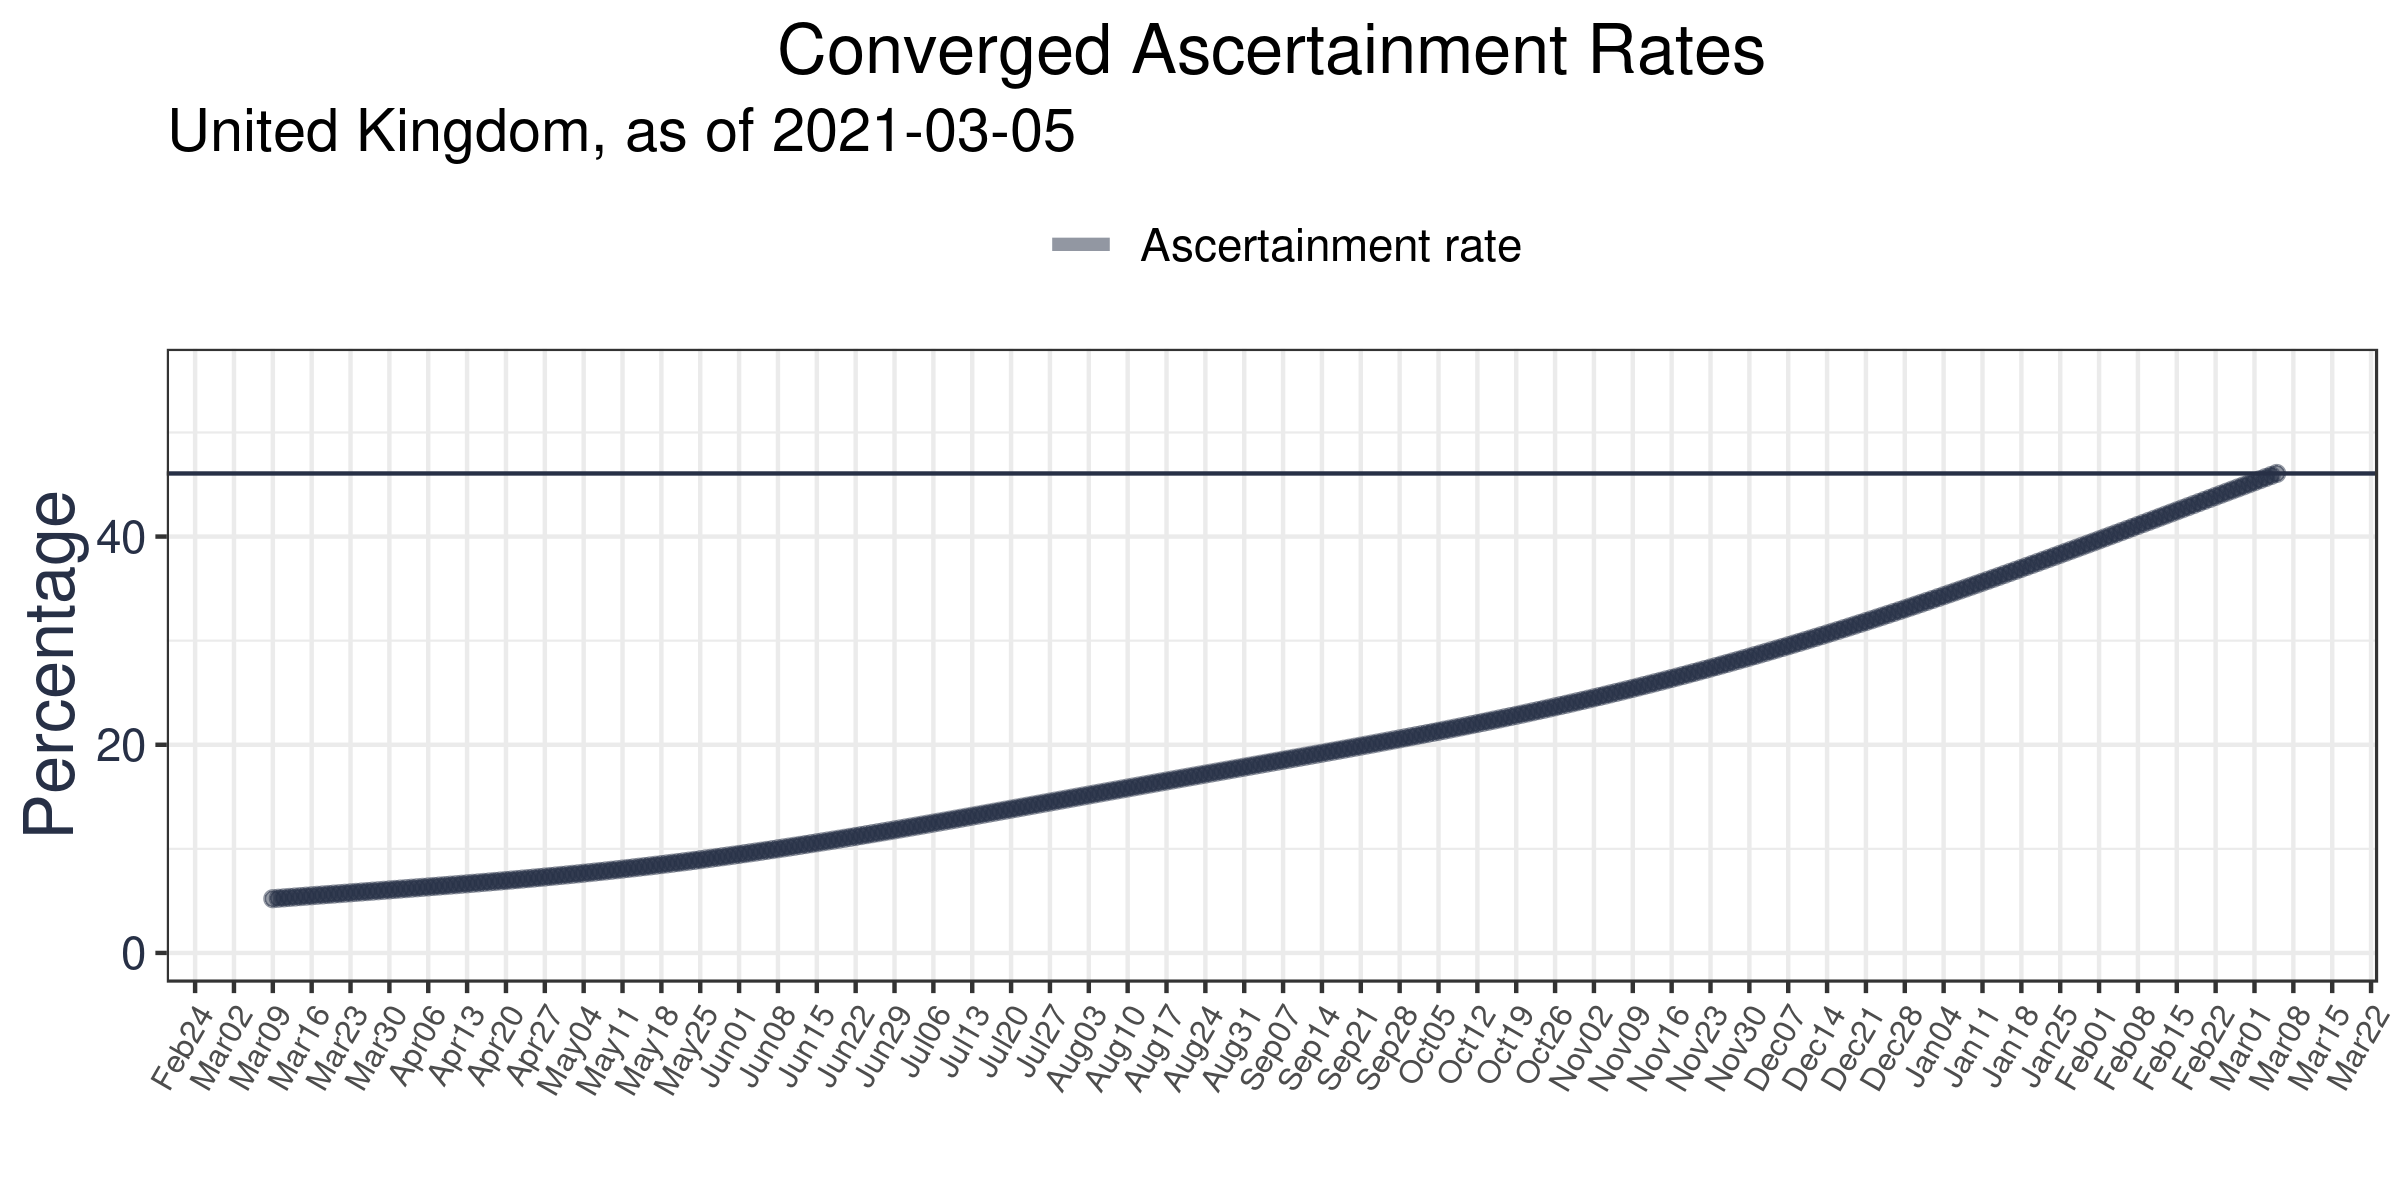 Converged Ascertainment Rates
United Kingdom, as of 2021-03-05
Ascertainment rate
Percentage
40
20
0
Feb24
Mar02
Mar09
Mar16
Mar23
Mar30
Apr06
Apr13
Apr20
Apr27
May04
May11
May18
May25
Jun01
Jun08
Jun15
Jun22
Jun29
Jul06
Jul13
Jul20
Jul27
Aug03
Aug10
Aug17
Aug24
Aug31
Sep07
Sep14
Sep21
Sep28
Oct05
Oct12
Oct19
Oct26
Nov02
Nov09
Nov16
Nov23
Nov30
Dec07
Dec14
Dec21
Dec28
Dec04
Jan11
Jan18
Jan25
Feb01
Feb08
Feb15
Feb22
Mar01
Mar08
Mar15
Mar22